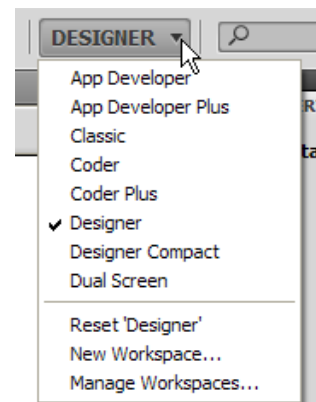 DESIGNER
App Developer
App Developer Plus
Classic
Coder
Coder Plus
Designer
Designer Compact
Dual Screen
Reset 'Designer'
New Workspace...
Manage Workspaces...